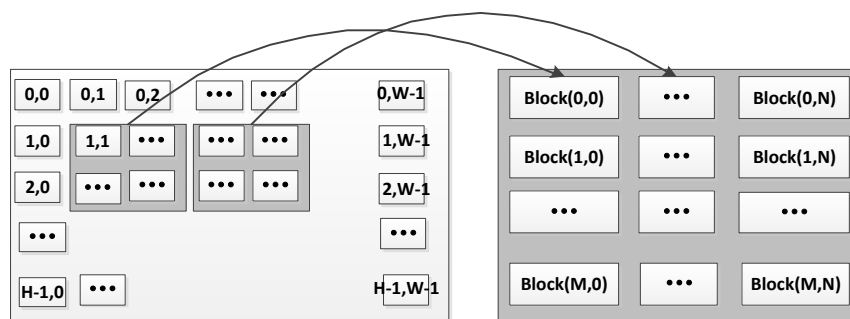 0,0 0,1 0,2 ••• ••• 0,W-1
1,0 1,1 ••• ••• ••• 1,W-1
2,0 ••• ••• ••• ••• 2,W-1
••• •••
H-1,0 ••• H-1,W-1
Block(0,0) ••• Block(0,N)
Block(1,0) ••• Block(1,N)
••• ••• •••
Block(M,0) ••• Block(M,N)